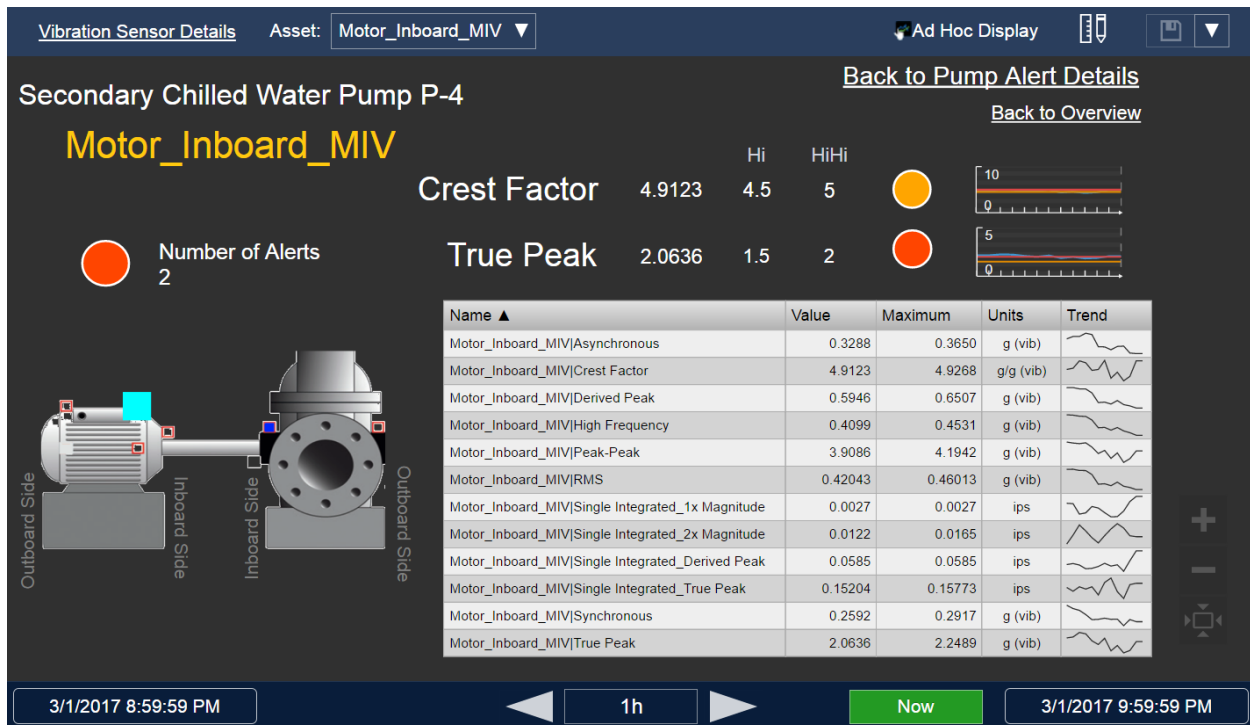 Vibration Sensor Details Asset: Motor_Inboard_MIV ▼ Ad Hoc Display ▼
Back to Pump Alert Details
Secondary Chilled Water Pump P-4
Back to Overview
Motor_Inboard_MIV
Hi HiHi
Crest Factor 4.9123 4.5 5 10 0
Number of Alerts
2
True Peak 2.0636 1.5 2 5 0
Name ▲ Value Maximum Units Trend
Motor_Inboard_MIV|Asynchronous 0.3288 0.3650 g (vib)
Motor_Inboard_MIV|Crest Factor 4.9123 4.9268 g/g (vib)
Motor_Inboard_MIV|Derived Peak 0.5946 0.6507 g (vib)
Motor_Inboard_MIV|High Frequency 0.4099 0.4531 g (vib)
Motor_Inboard_MIV|Peak-Peak 3.9086 4.1942 g (vib)
Motor_Inboard_MIV|RMS 0.42043 0.46013 g (vib)
Motor_Inboard_MIV|Single Integrated_1x Magnitude 0.0027 0.0027 ips
Motor_Inboard_MIV|Single Integrated_2x Magnitude 0.0122 0.0165 ips
Motor_Inboard_MIV|Single Integrated_Derived Peak 0.0585 0.0585 ips
Motor_Inboard_MIV|Single Integrated_True Peak 0.15204 0.15773 ips
Motor_Inboard_MIV|Synchronous 0.2592 0.2917 g (vib)
Motor_Inboard_MIV|True Peak 2.0636 2.2489 g (vib)
Outboard Side
Inboard Side
Inboard Side
Outboard Side
3/1/2017 8:59:59 PM 1h Now 3/1/2017 9:59:59 PM